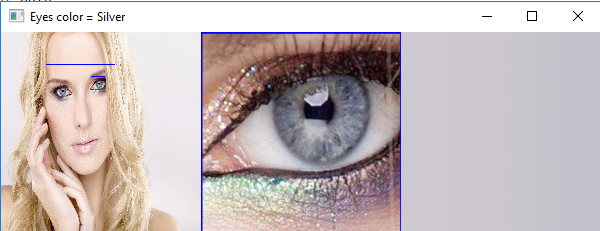 Eyes color = Silver